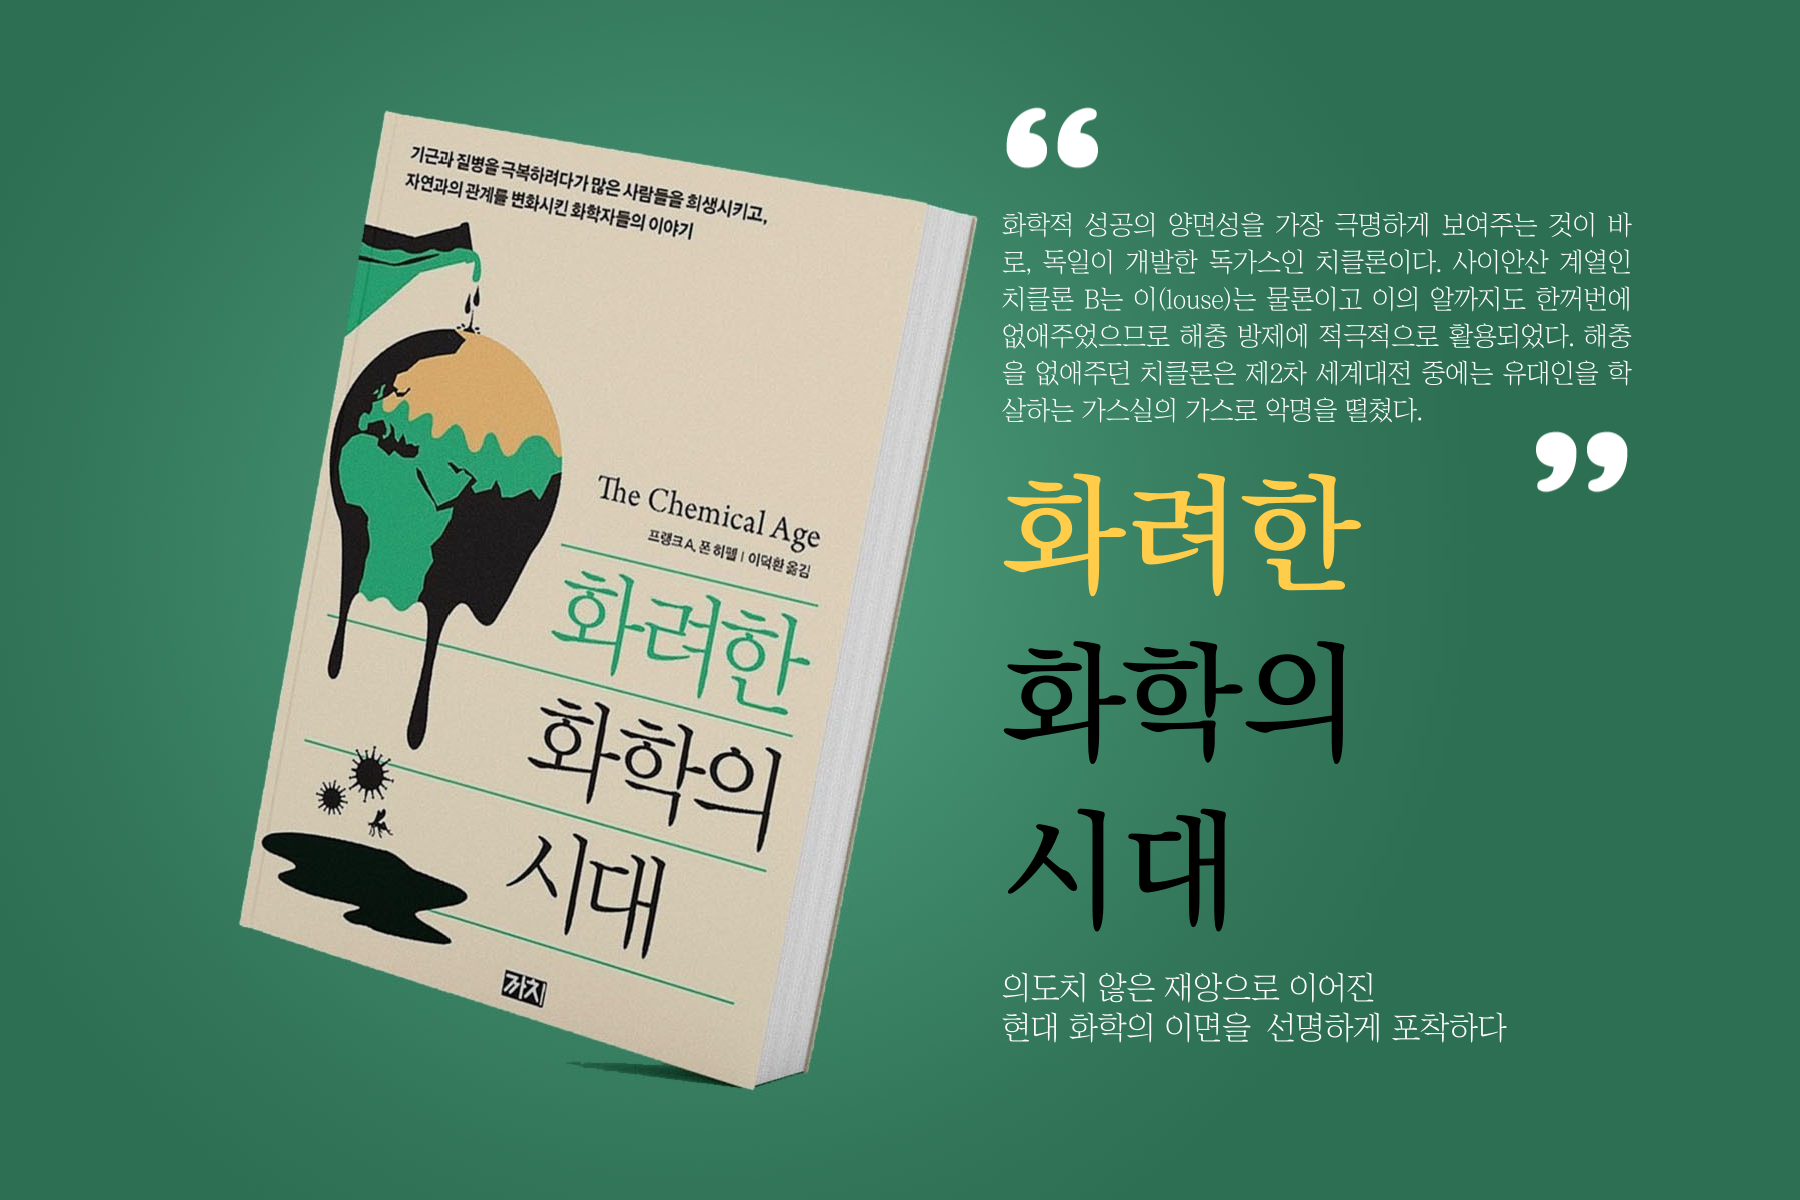 기근과 질병을 극복하려다가 많은 사람들을 희생시키고,
자연과의 관계를 변화시킨 화학자들의 이야기
The Chemical Age
프랭크 A. 폰 히펠 | 이덕환 옮김
화려한
화학의
시대
까치
“
화학적 성공의 양면성을 가장 극명하게 보여주는 것이 바
로, 독일이 개발한 독가스인 치클론이다. 사이안산 계열인
치클론 B는 이(louse)는 물론이고 이의 알까지도 한꺼번에
없애주었으므로 해충 방제에 적극적으로 활용되었다. 해충
을 없애주던 치클론은 제2차 세계대전 중에는 유대인을 학
살하는 가스실의 가스로 악명을 떨쳤다.
”
화려한
화학의
시대
의도치 않은 재앙으로 이어진
현대 화학의 이면을 선명하게 포착하다